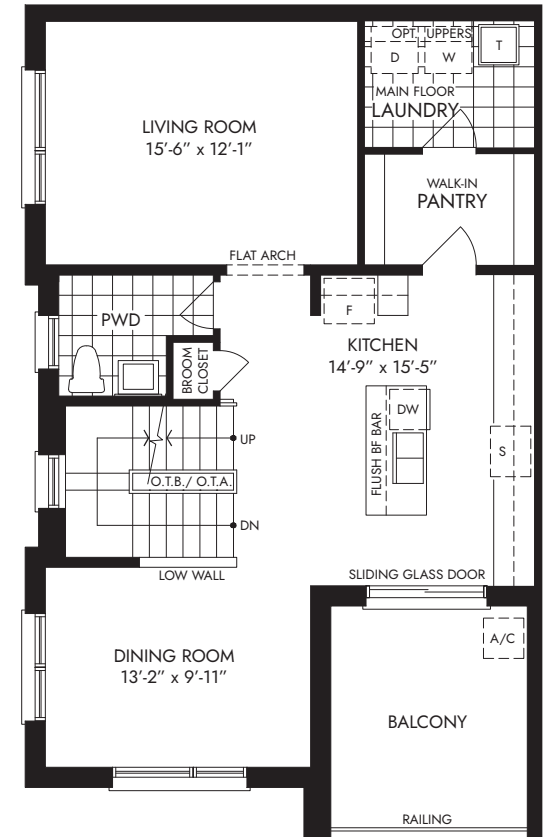 OPT. UPPERS
D
W
T
MAIN FLOOR
LAUNDRY
LIVING ROOM
15'-6" x 12'-1"
WALK-IN
PANTRY
FLAT ARCH
PWD
F
KITCHEN
14'-9" x 15'-5"
BROOM
CLOSET
DW
FLUSH BF BAR
S
UP
O.T.B./ O.T.A.
DN
LOW WALL
SLIDING GLASS DOOR
A/C
DINING ROOM
13'-2" x 9'-11"
BALCONY
RAILING